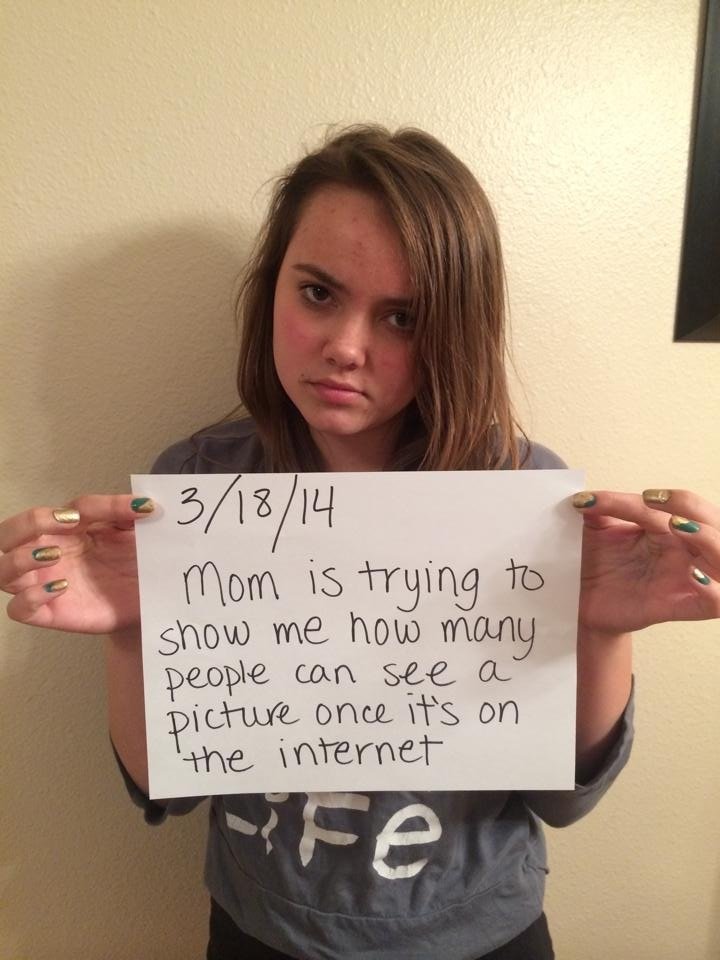 3/18/14
Mom is trying to
show me how many
people can see a
picture once it's on
the internet
LiFe